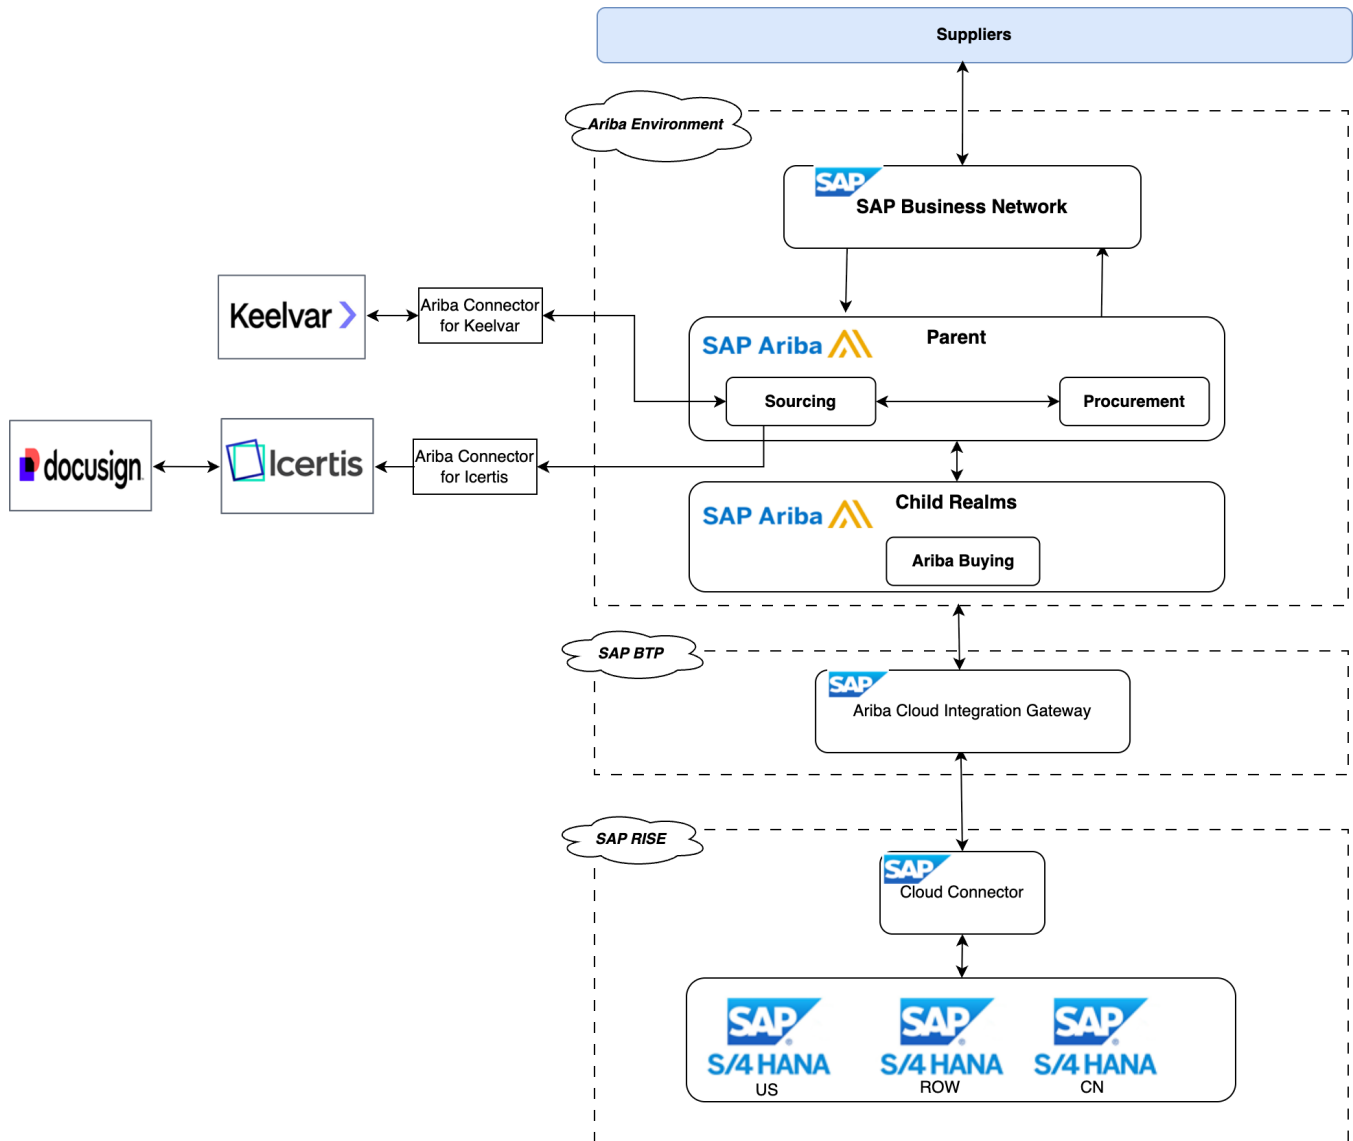 Suppliers
Ariba Environment
SAP
SAP Business Network
Keelvar
Ariba Connector
for Keelvar
SAP Ariba
Parent
Sourcing
Procurement
docusign
Icertis
Ariba Connector
for Icertis
SAP Ariba
Child Realms
Ariba Buying
SAP BTP
SAP
Ariba Cloud Integration Gateway
SAP RISE
SAP
Cloud Connector
SAP®
S/4HANA
US
SAP®
S/4HANA
ROW
SAP®
S/4HANA
CN